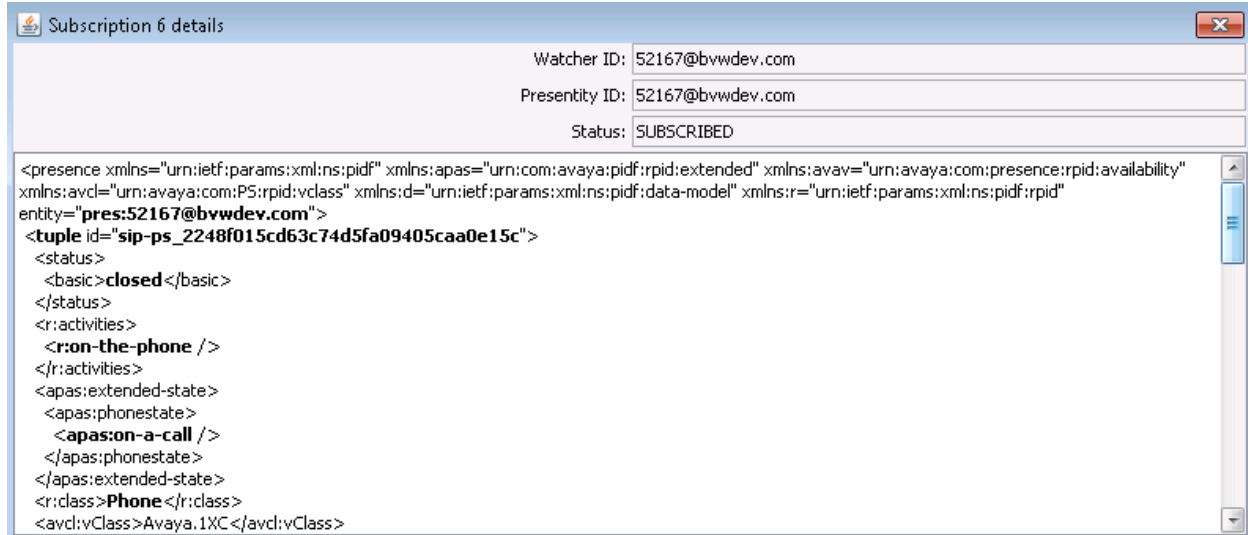 Subscription 6 details
Watcher ID: 52167@bvwdev.com
Presentity ID: 52167@bvwdev.com
Status: SUBSCRIBED
<presence xmlns="urn:ietf:params:xml:ns:pidf" xmlns:apas="urn:com:avaya:pidf:rpid:extended" xmlns:avav="urn:avaya:com:presence:rpid:availability"
xmlns:avcl="urn:avaya:com:PS:rpid:vclass" xmlns:d="urn:ietf:params:xml:ns:pidf:data-model" xmlns:r="urn:ietf:params:xml:ns:pidf:rpid"
entity="pres:52167@bvwdev.com">
<tuple id="sip-ps_2248f015cd63c74d5fa09405caa0e15c">
<status>
<basic>closed</basic>
</status>
<r:activities>
<r:on-the-phone />
</r:activities>
<apas:extended-state>
<apas:phonestate>
<apas:on-a-call />
</apas:phonestate>
</apas:extended-state>
<r:class>Phone</r:class>
<avcl:vClass>Avaya.1XC</avcl:vClass>